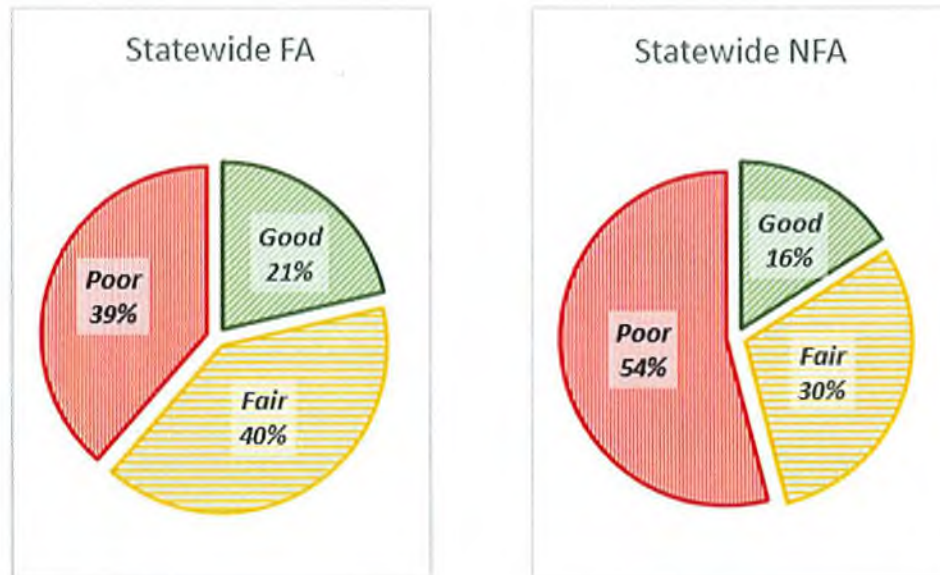 Statewide FA
Good
21%
Poor
39%
Fair
40%
Statewide NFA
Good
16%
Poor
54%
Fair
30%